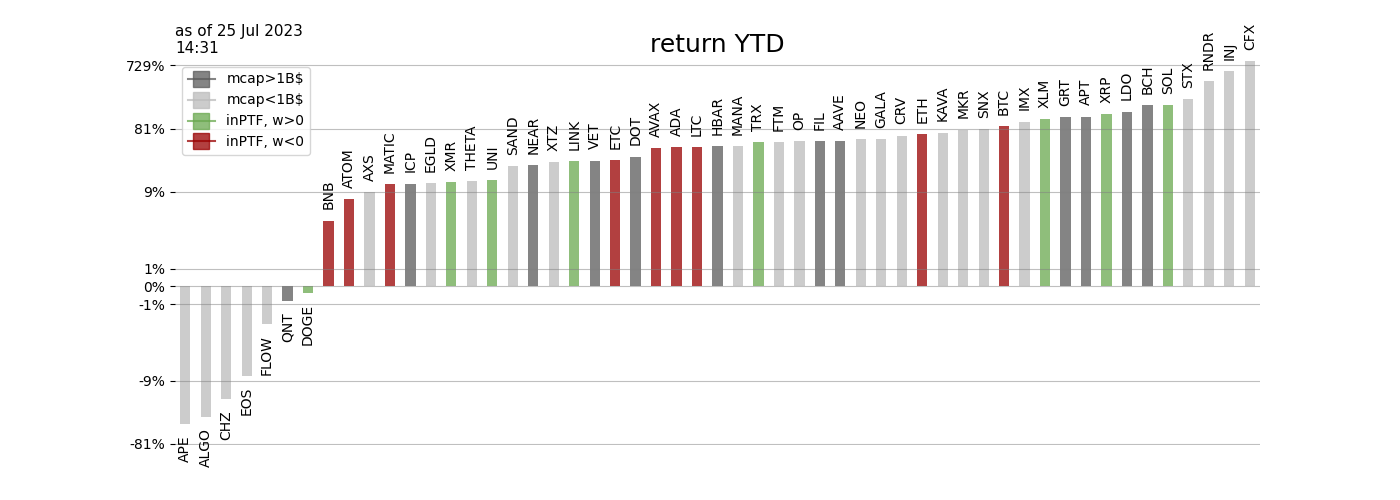 as of 25 Jul 2023
14:31
return YTD
729%
81%
9%
1%
0%
-1%
-9%
-81%
mcap>1B$
mcap<1B$
inPTF, w>0
inPTF, w<0
APE
ALGO
CHZ
EOS
FLOW
QNT
DOGE
BNB
ATOM
AXS
MATIC
ICP
EGLD
XMR
THETA
UNI
SAND
NEAR
XTZ
LINK
VET
ETC
DOT
AVAX
ADA
LTC
HBAR
MANA
TRX
FTM
OP
FIL
AAVE
NEO
GALA
CRV
ETH
KAVA
MKR
SNX
BTC
IMX
XLM
GRT
APT
XRP
LDO
BCH
SOL
STX
RNDR
INJ
CFX